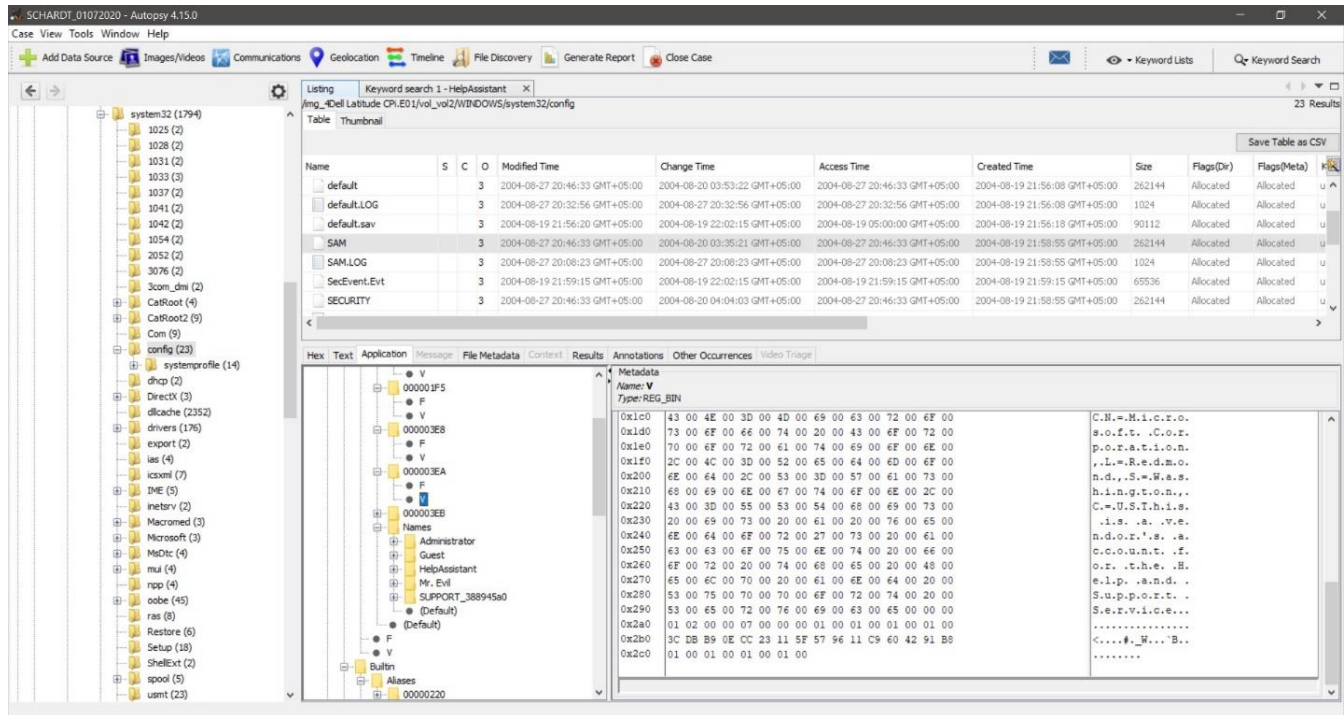 SCHARDT_01072020 - Autopsy 4.15.0
Case View Tools Window Help
Add Data Source Images/Videos Communications Geolocation Timeline File Discovery Generate Report Close Case Keyword Lists Keyword Search
system32 (1794)
1025 (2)
1028 (2)
1031 (2)
1033 (3)
1037 (2)
1041 (2)
1042 (2)
1054 (2)
2052 (2)
3076 (2)
3com_dmi (2)
CatRoot (4)
CatRoot2 (9)
Com (9)
config (23)
systemprofile (14)
dhcp (2)
DirectX (3)
dllcache (2352)
drivers (176)
export (2)
ias (4)
icsxml (7)
IME (5)
inetsrv (2)
Macromed (3)
Microsoft (3)
MsDtc (4)
mui (4)
npp (4)
oobe (45)
ras (8)
Restore (6)
Setup (18)
ShellExt (2)
spool (5)
usmt (23)
Listing Keyword search 1 - HelpAssistant X
/img_4Dell Latitude CPi.E01/vol_vol2/WINDOWS/system32/config
23 Results
Table Thumbnail
Save Table as CSV
Name S C O Modified Time Change Time Access Time Created Time Size Flags(Dir) Flags(Meta)
default 3 2004-08-27 20:46:33 GMT+05:00 2004-08-20 03:53:22 GMT+05:00 2004-08-27 20:46:33 GMT+05:00 2004-08-19 21:56:08 GMT+05:00 262144 Allocated Allocated
default.LOG 3 2004-08-27 20:32:56 GMT+05:00 2004-08-27 20:32:56 GMT+05:00 2004-08-27 20:32:56 GMT+05:00 2004-08-19 21:56:08 GMT+05:00 1024 Allocated Allocated
default.sav 3 2004-08-19 21:56:20 GMT+05:00 2004-08-19 22:02:15 GMT+05:00 2004-08-19 05:00:00 GMT+05:00 2004-08-19 21:56:18 GMT+05:00 90112 Allocated Allocated
SAM 3 2004-08-27 20:46:33 GMT+05:00 2004-08-20 03:35:21 GMT+05:00 2004-08-27 20:46:33 GMT+05:00 2004-08-19 21:58:55 GMT+05:00 262144 Allocated Allocated
SAM.LOG 3 2004-08-27 20:08:23 GMT+05:00 2004-08-27 20:08:23 GMT+05:00 2004-08-27 20:08:23 GMT+05:00 2004-08-19 21:58:55 GMT+05:00 1024 Allocated Allocated
SecEvent.Evt 3 2004-08-19 21:59:15 GMT+05:00 2004-08-19 22:02:15 GMT+05:00 2004-08-19 21:59:15 GMT+05:00 2004-08-19 21:59:15 GMT+05:00 65536 Allocated Allocated
SECURITY 3 2004-08-27 20:46:33 GMT+05:00 2004-08-20 04:04:03 GMT+05:00 2004-08-27 20:46:33 GMT+05:00 2004-08-19 21:58:55 GMT+05:00 262144 Allocated Allocated
Hex Text Application Message File Metadata Context Results Annotations Other Occurrences Video Triage
V
000001F5
F
V
000003E8
F
V
000003EA
F
V
000003EB
Names
Administrator
Guest
HelpAssistant
Mr. Evil
SUPPORT_388945a0
(Default)
(Default)
F
V
Builtin
Aliases
00000220
Metadata
Name: V
Type: REG_BIN
0x1c0 43 00 4E 00 3D 00 4D 00 69 00 63 00 72 00 6F 00 C.N.=.M.i.c.r.o.
0x1d0 73 00 6F 00 66 00 74 00 20 00 43 00 6F 00 72 00 s.o.f.t. .C.o.r.
0x1e0 70 00 6F 00 72 00 61 00 74 00 69 00 6F 00 6E 00 p.o.r.a.t.i.o.n.
0x1f0 2C 00 4C 00 3D 00 52 00 65 00 64 00 6D 00 6F 00 ,.L.=.R.e.d.m.o.
0x200 6E 00 64 00 2C 00 53 00 3D 00 57 00 61 00 73 00 n.d.,.S.=.W.a.s.
0x210 68 00 69 00 6E 00 67 00 74 00 6F 00 6E 00 2C 00 h.i.n.g.t.o.n.,.
0x220 43 00 3D 00 55 00 53 00 54 00 68 00 69 00 73 00 C.=.U.S.T.h.i.s.
0x230 20 00 69 00 73 00 20 00 61 00 20 00 76 00 65 00 .i.s. .a. .v.e.
0x240 6E 00 64 00 6F 00 72 00 27 00 73 00 20 00 61 00 n.d.o.r.'.s. .a.
0x250 63 00 63 00 6F 00 75 00 6E 00 74 00 20 00 66 00 c.c.o.u.n.t. .f.
0x260 6F 00 72 00 20 00 74 00 68 00 65 00 20 00 48 00 o.r. .t.h.e. .H.
0x270 65 00 6C 00 70 00 20 00 61 00 6E 00 64 00 20 00 e.l.p. .a.n.d. .
0x280 53 00 75 00 70 00 70 00 6F 00 72 00 74 00 20 00 S.u.p.p.o.r.t. .
0x290 53 00 65 00 72 00 76 00 69 00 63 00 65 00 00 00 S.e.r.v.i.c.e...
0x2a0 01 02 00 00 07 00 00 00 01 00 01 00 01 00 01 00 ................
0x2b0 3C DB B9 0E CC 23 11 5F 57 96 11 C9 60 42 91 B8 <....#._W...`B..
0x2c0 01 00 01 00 01 00 01 00 ........